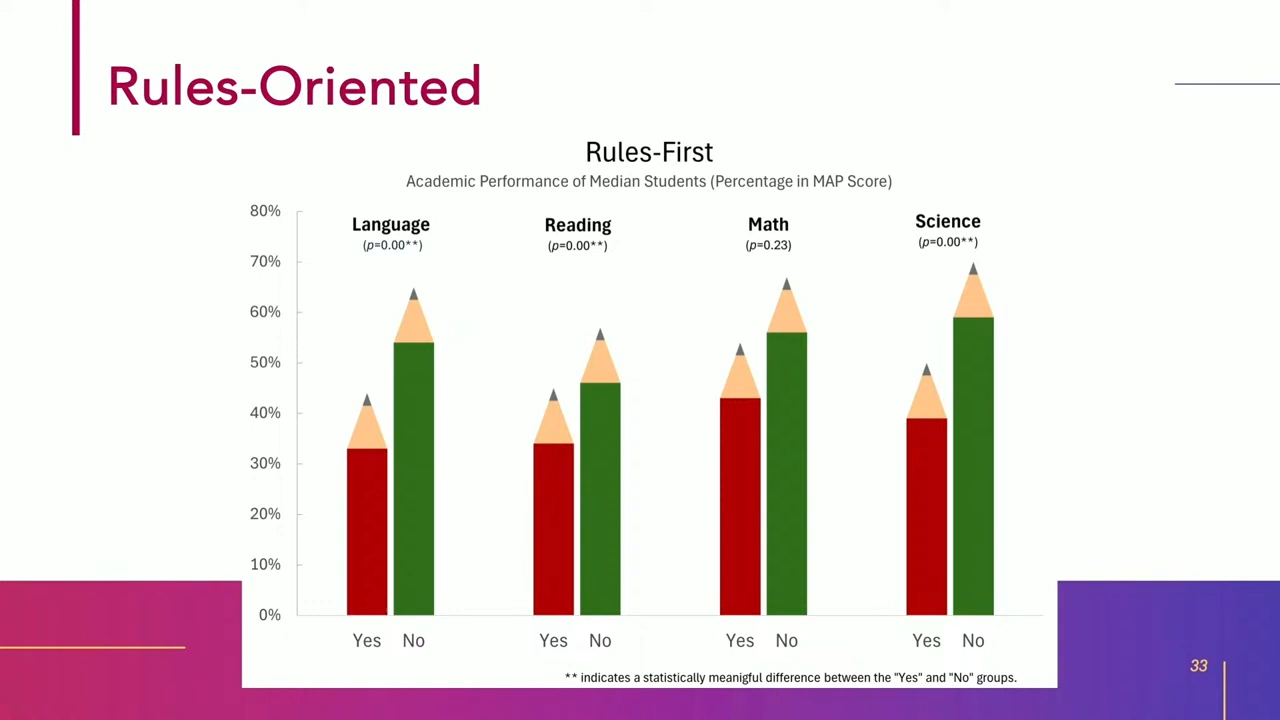 Rules-Oriented
Rules-First
Academic Performance of Median Students (Percentage in MAP Score)
80%
70%
60%
50%
40%
30%
20%
10%
0%
Language
(p=0.00**)
Reading
(p=0.00**)
Math
(p=0.23)
Science
(p=0.00**)
Yes No Yes No Yes No Yes No
** indicates a statistically meanigful difference between the "Yes" and "No" groups.
33